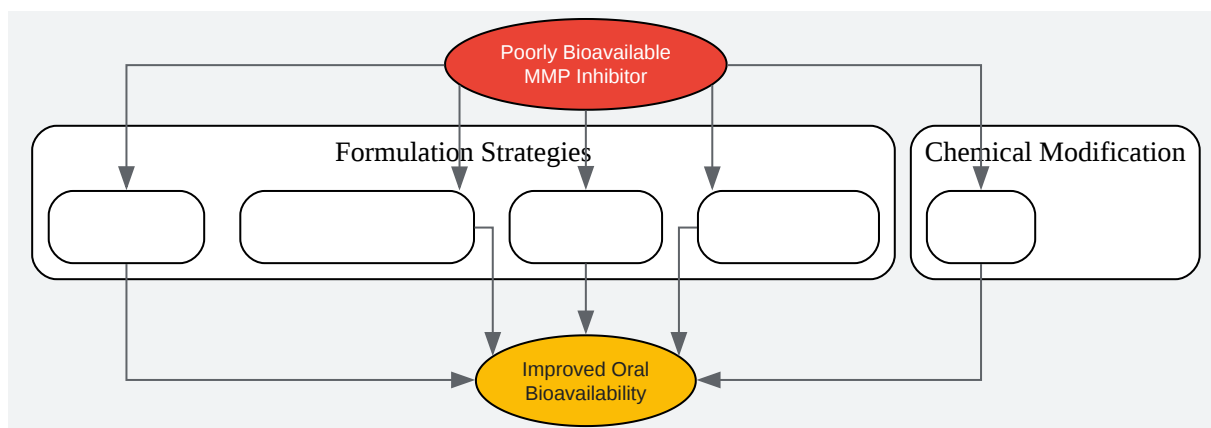 Poorly Bioavailable
MMP Inhibitor
Formulation Strategies
Chemical Modification
Improved Oral
Bioavailability